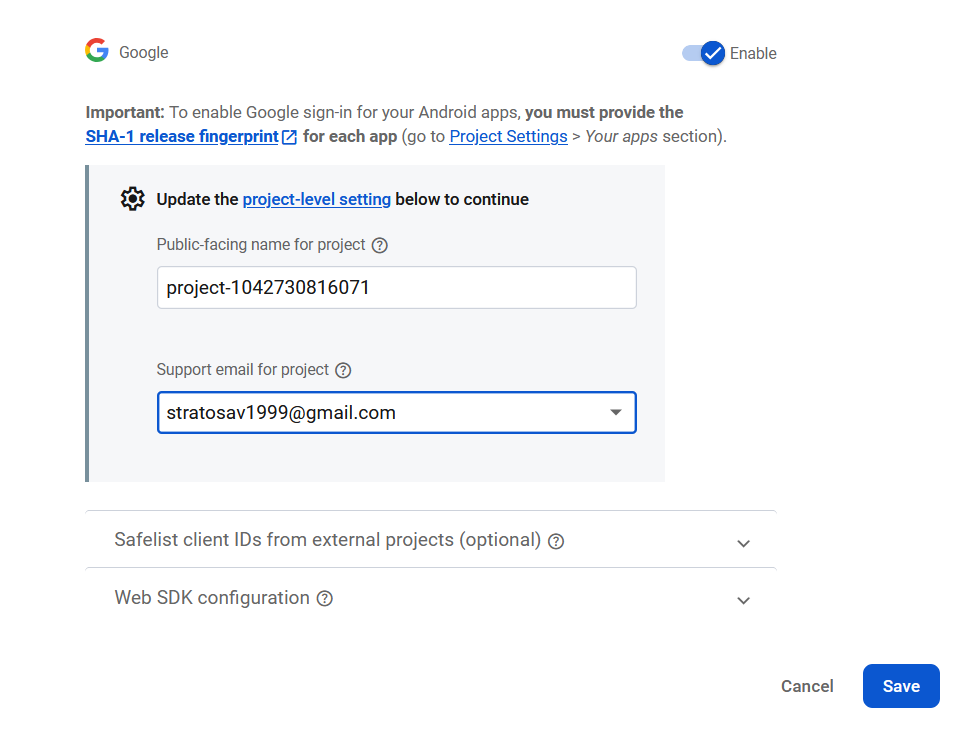 Google
Enable
Important: To enable Google sign-in for your Android apps, you must provide the
SHA-1 release fingerprint for each app (go to Project Settings > Your apps section).
Update the project-level setting below to continue
Public-facing name for project
project-1042730816071
Support email for project
stratosav1999@gmail.com
Safelist client IDs from external projects (optional)
Web SDK configuration
Cancel
Save